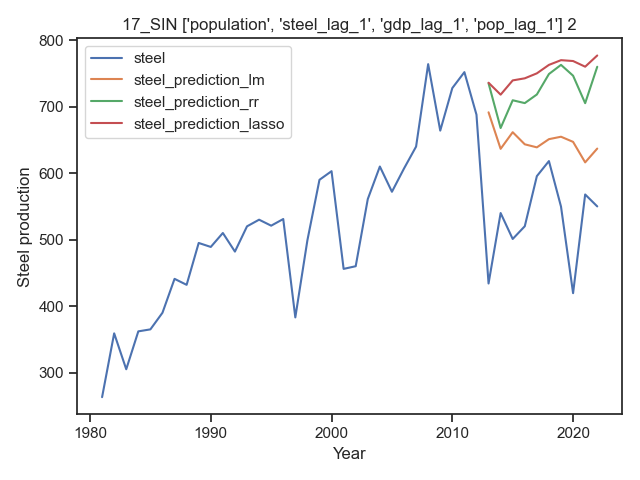 17_SIN ['population', 'steel_lag_1', 'gdp_lag_1', 'pop_lag_1'] 2
800
700
600
500
400
300
Steel production
steel
steel_prediction_lm
steel_prediction_rr
steel_prediction_lasso
1980
1990
2000
2010
2020
Year